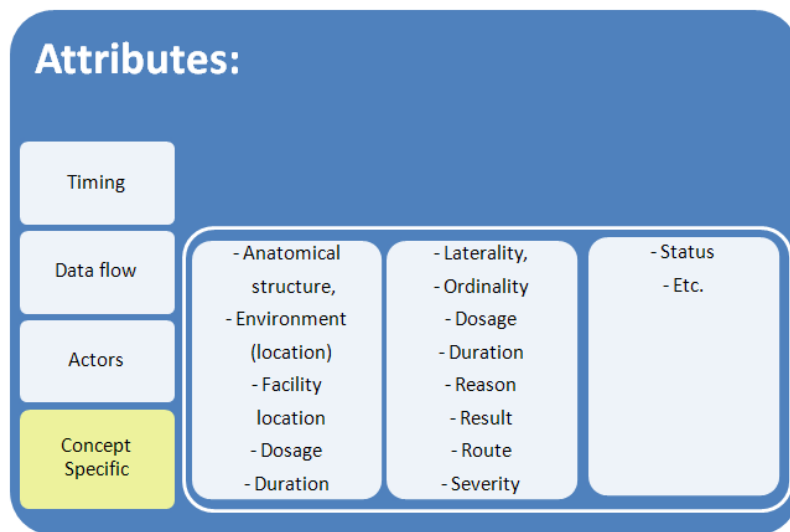 Attributes:
Timing
Data flow
Actors
Concept
Specific
- Anatomical
structure,
- Environment
(location)
- Facility
location
- Dosage
- Duration
- Laterality,
- Ordinality
- Dosage
- Duration
- Reason
- Result
- Route
- Severity
- Status
- Etc.